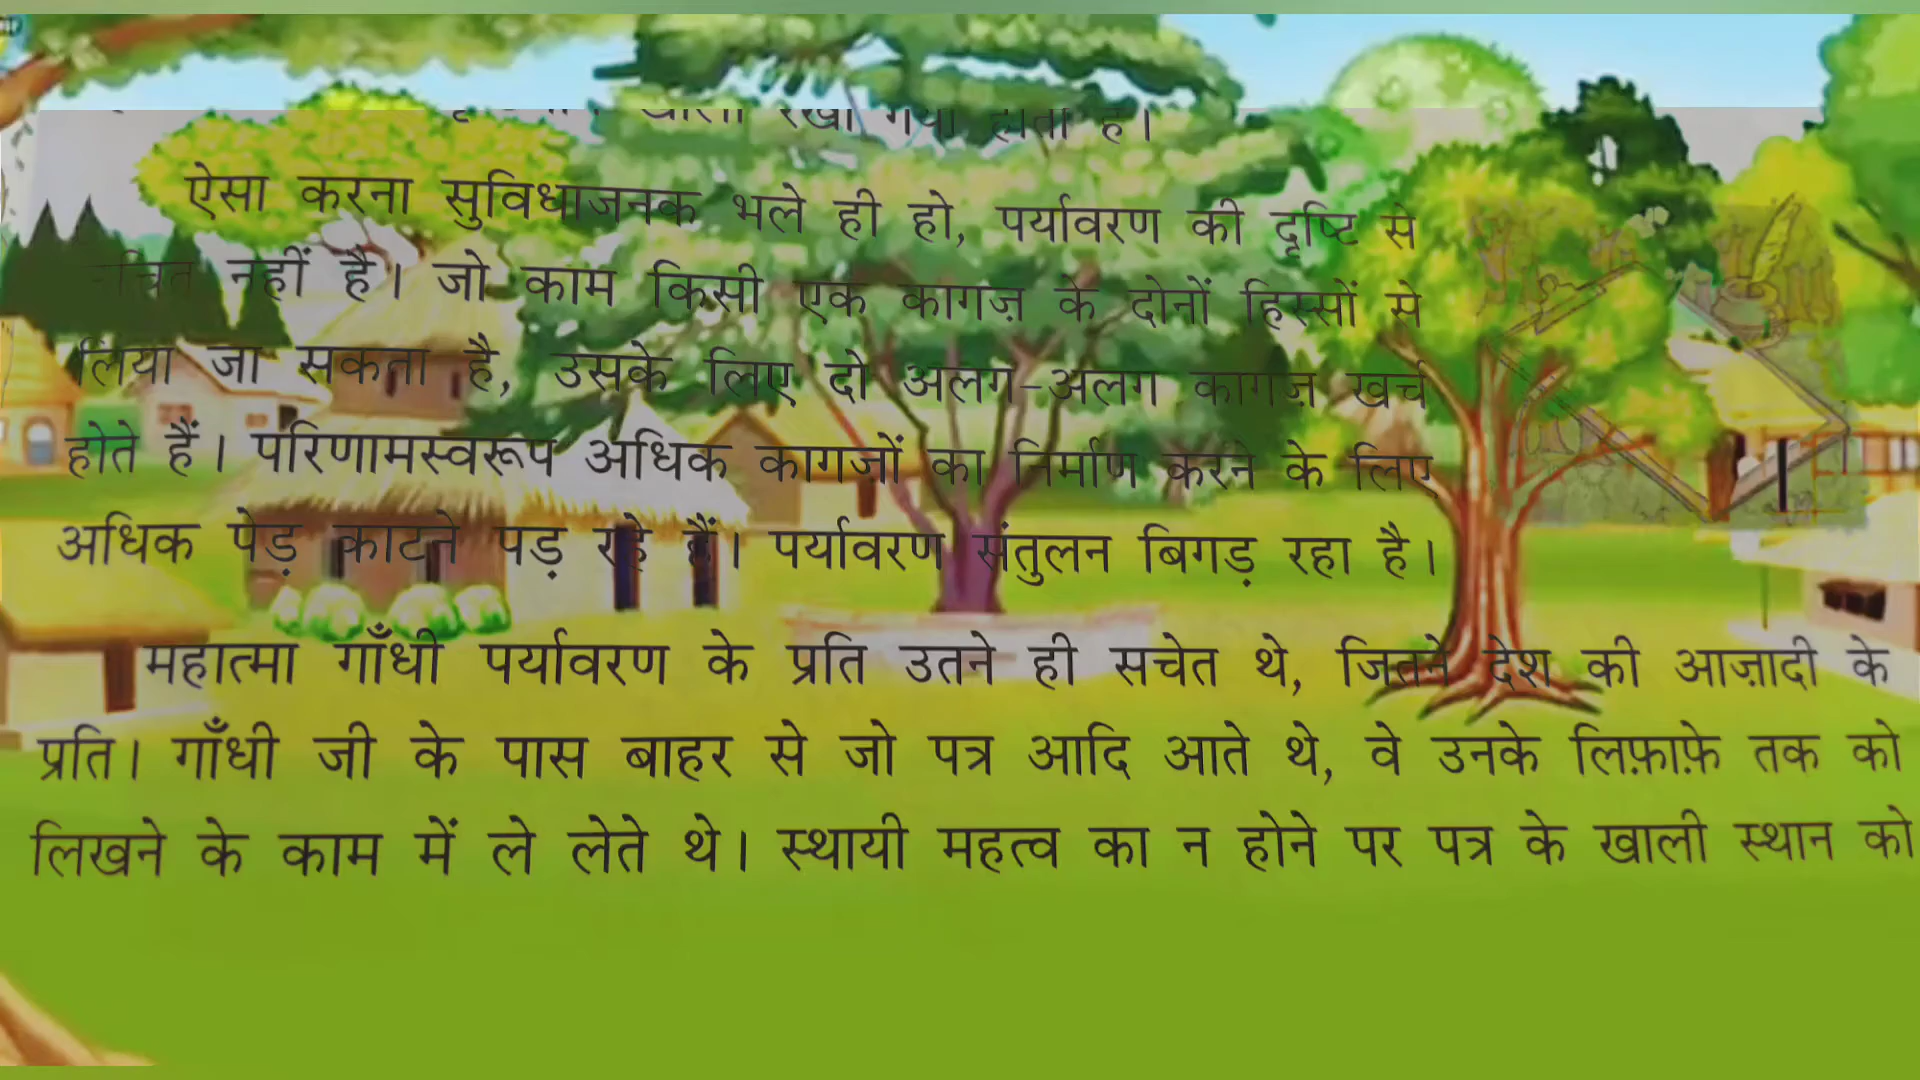 रखा गया होता है।
ऐसा करना सुविधाजनक भले ही हो, पर्यावरण की दृष्टि से
नहीं है। जो काम किसी एक कागज़ के दोनों हिस्सों से
लिया जा सकता है, उसके लिए दो अलग-अलग कागज़ खर्च
होते हैं। परिणामस्वरूप अधिक कागज़ों का निर्माण करने के लिए
अधिक पेड़ काटने पड़ रहे हैं। पर्यावरण संतुलन बिगड़ रहा है।
महात्मा गाँधी पर्यावरण के प्रति उतने ही सचेत थे, जितने देश की आज़ादी के
प्रति। गाँधी जी के पास बाहर से जो पत्र आदि आते थे, वे उनके लिफ़ाफ़े तक को
लिखने के काम में ले लेते थे। स्थायी महत्व का न होने पर पत्र के खाली स्थान को